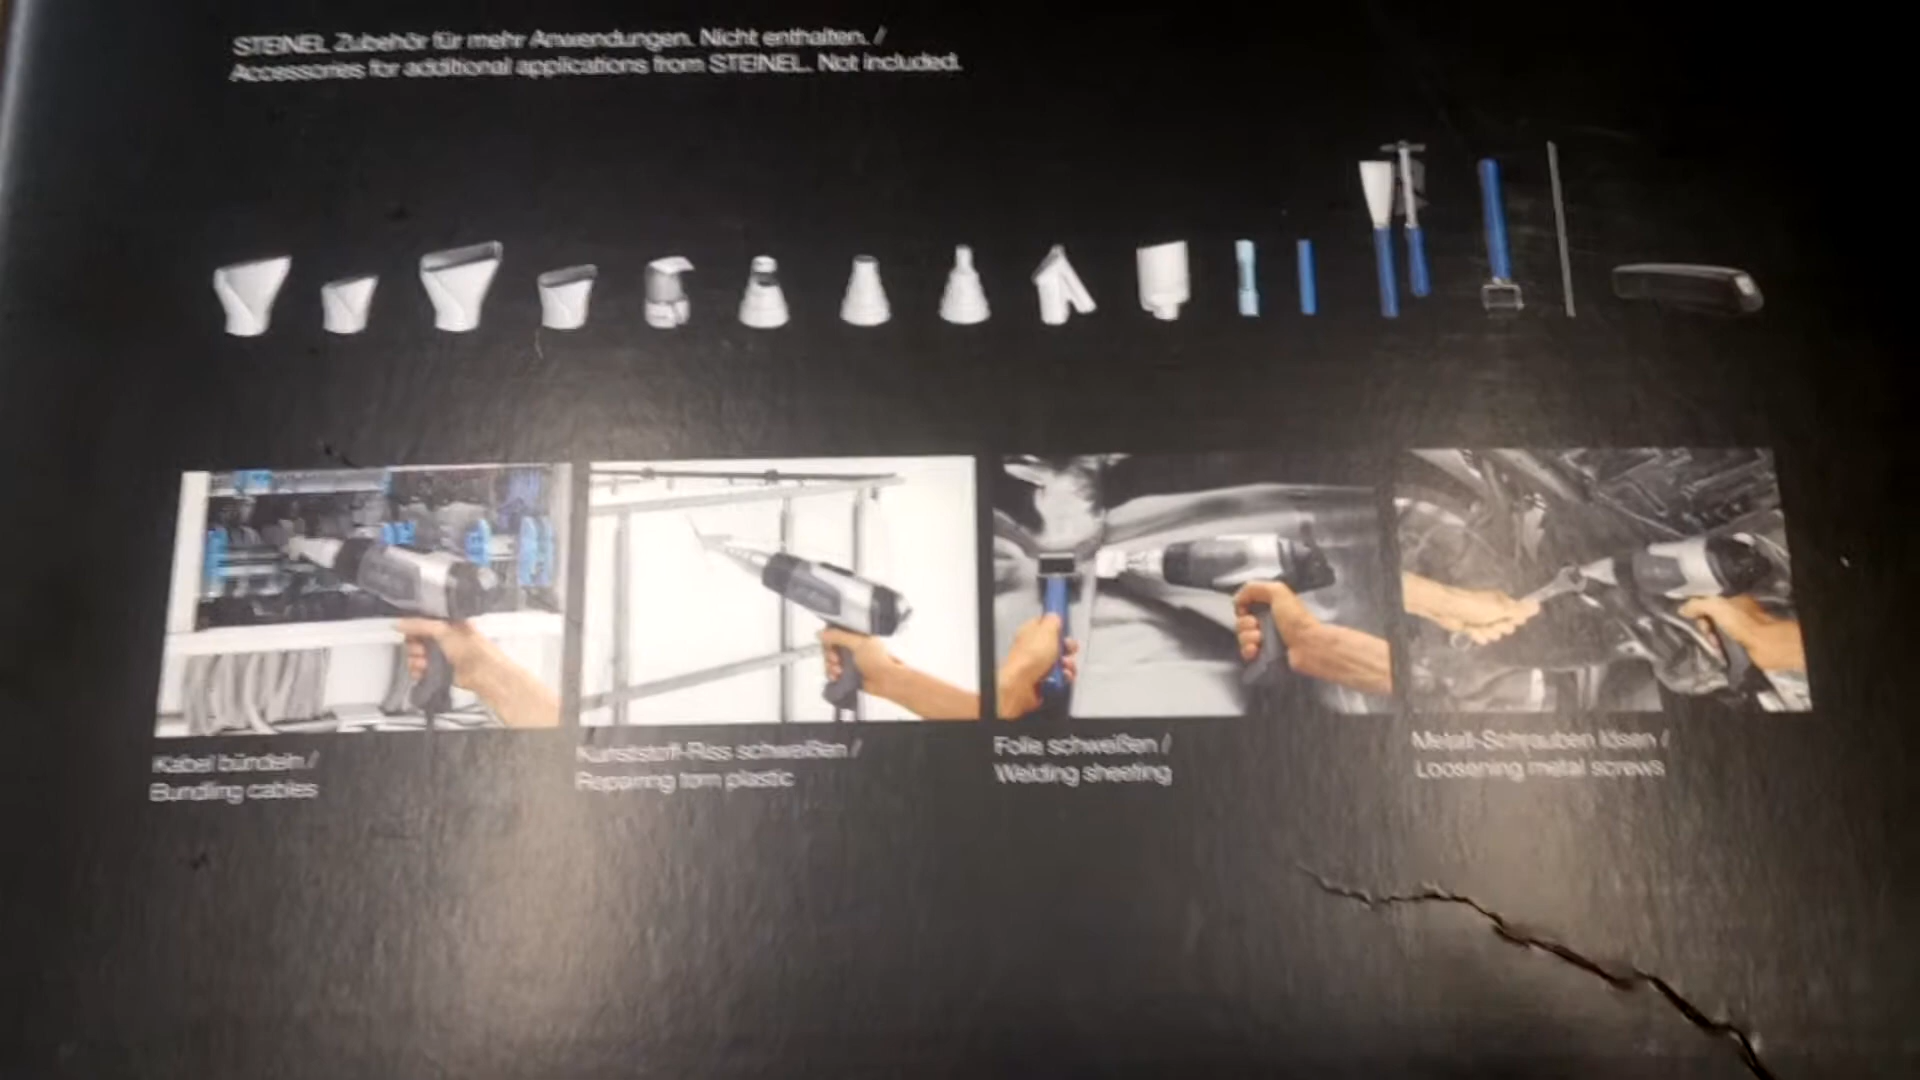 STEINEL Zubehör für mehr Anwendungen. Nicht enthalten. /
Accessories for additional applications from STEINEL. Not included.
Kabel bündeln /
Bundling cables
Kunststoff-Riss schweißen /
Repairing torn plastic
Folie schweißen /
Welding sheeting
Metall-Schrauben lösen /
Loosening metal screws